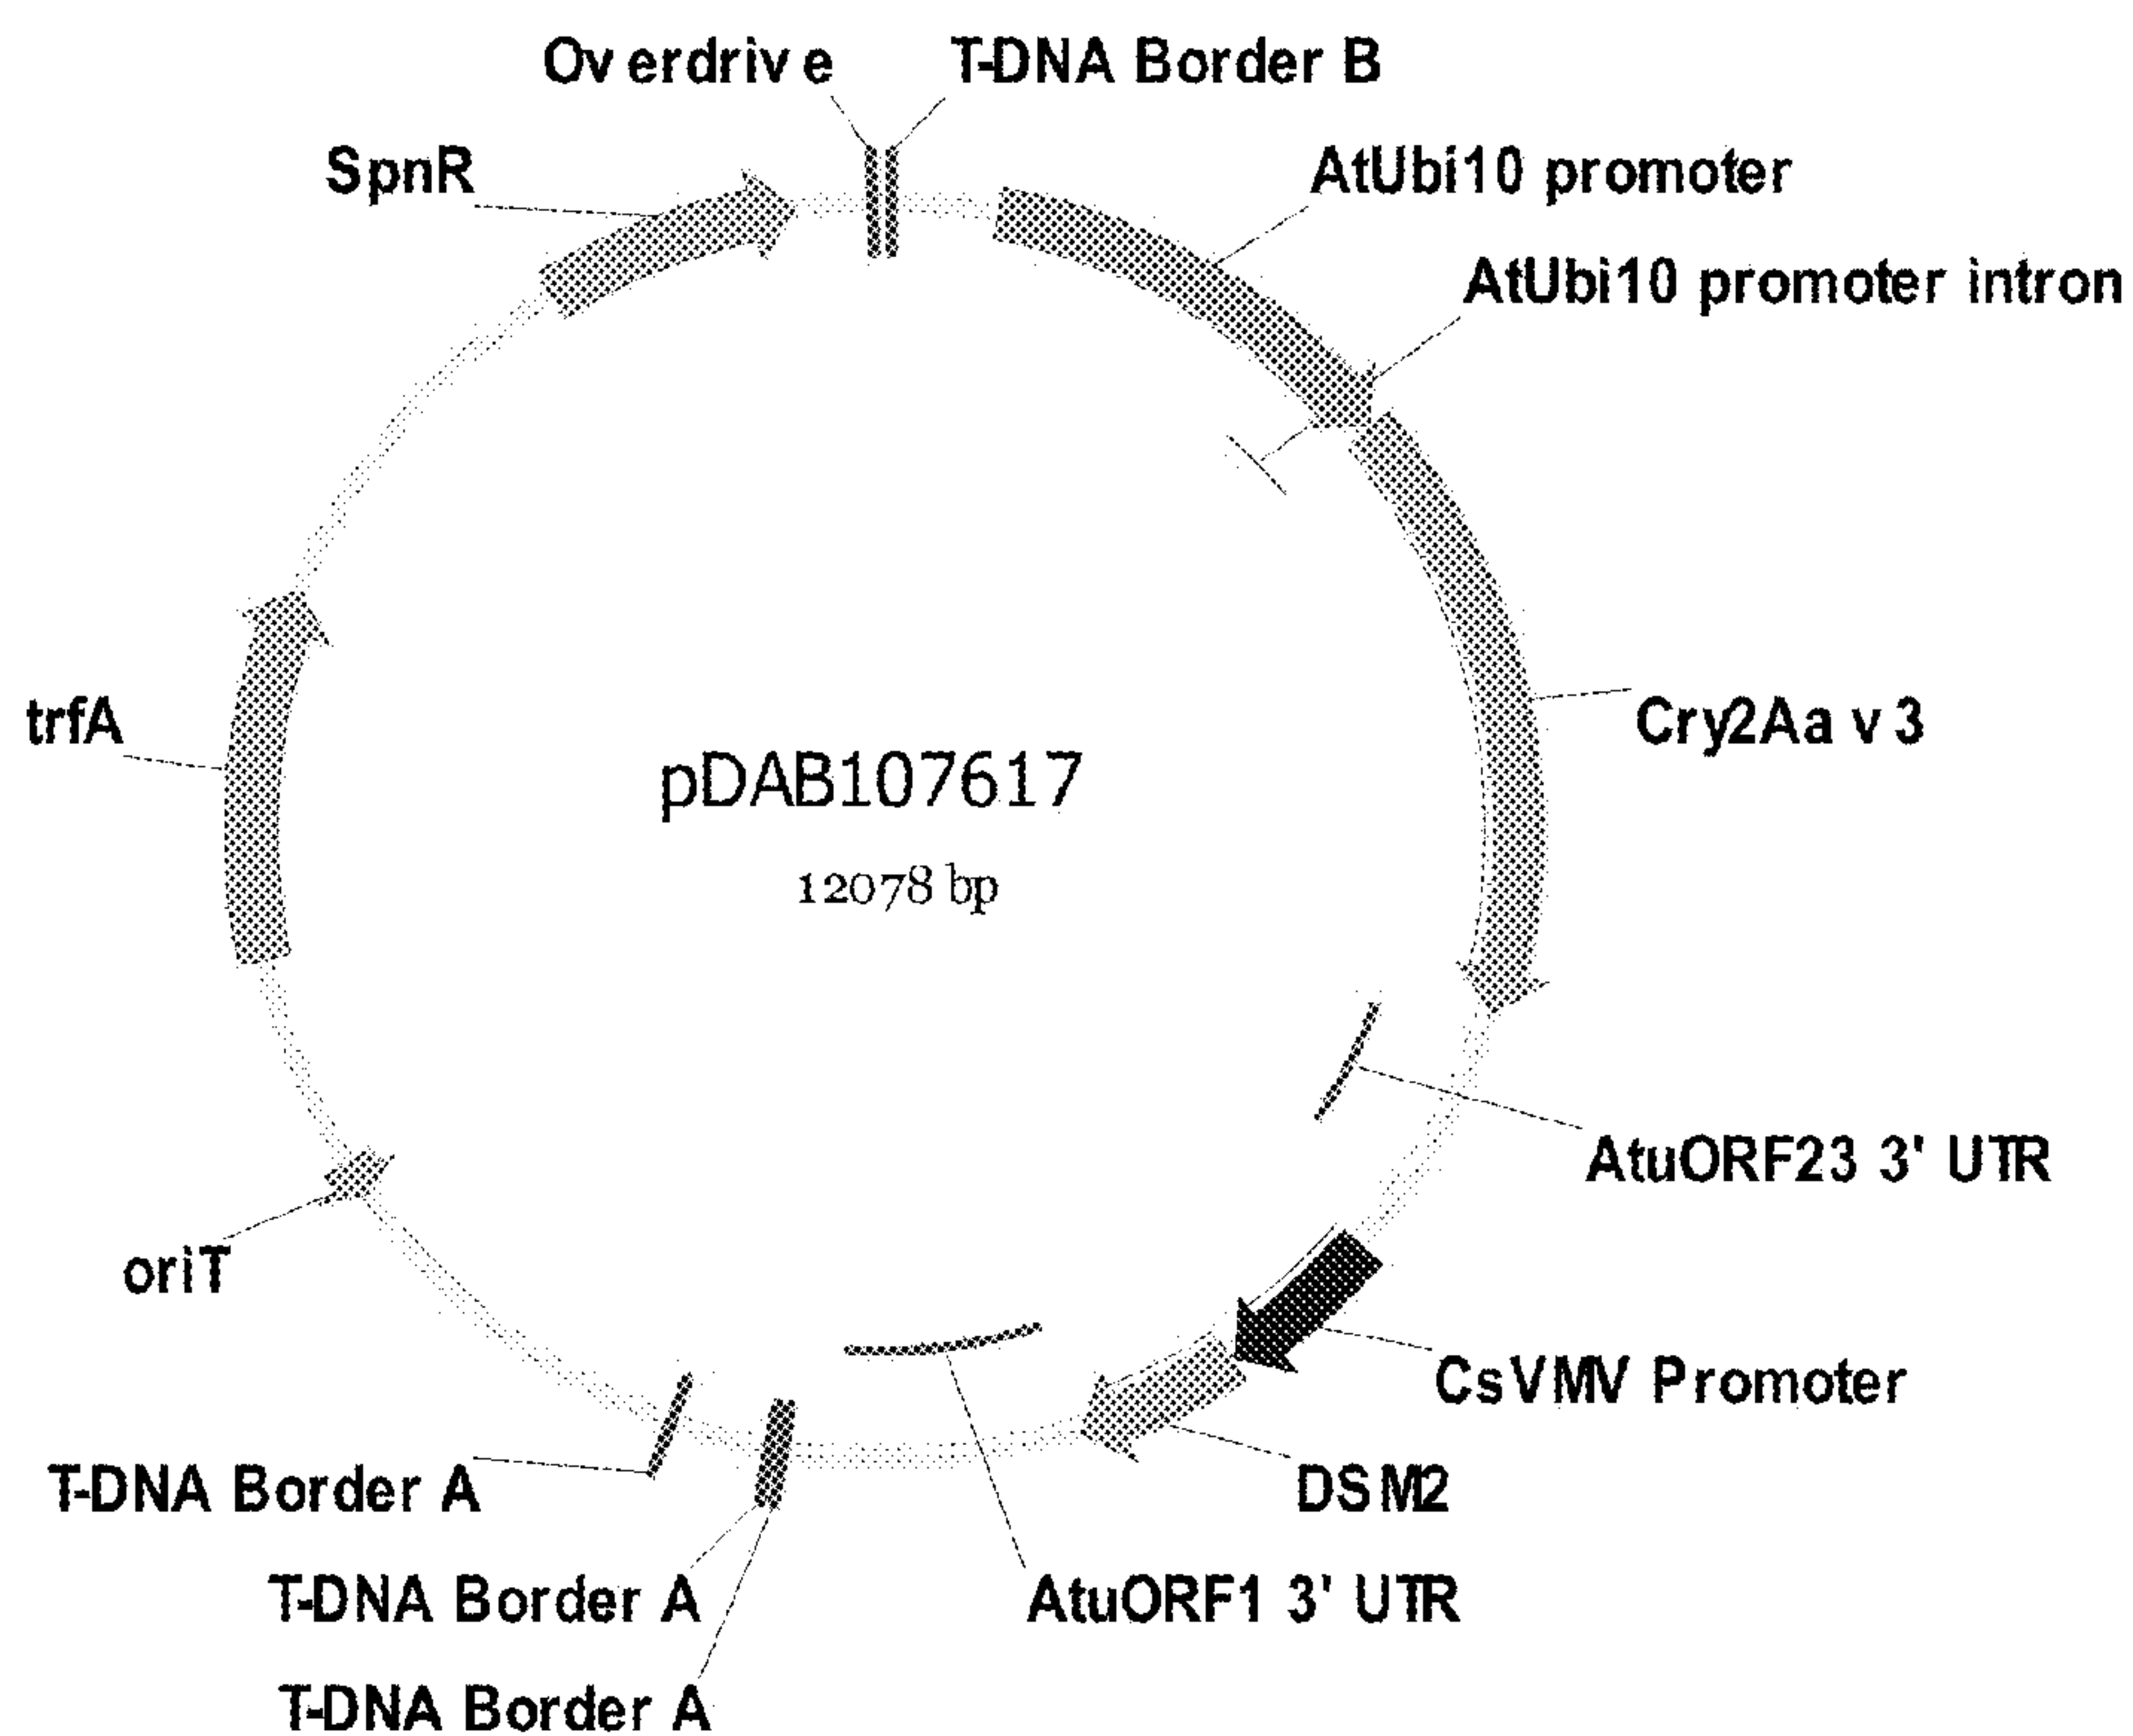 Overdrive
T-DNA Border B
SpnR
AtUbi10 promoter
AtUbi10 promoter intron
trfA
Cry2Aa v3
pDAB107617
12078 bp
AtuORF23 3' UTR
oriT
CsVMV Promoter
T-DNA Border A
DSM2
T-DNA Border A
AtuORF1 3' UTR
T-DNA Border A